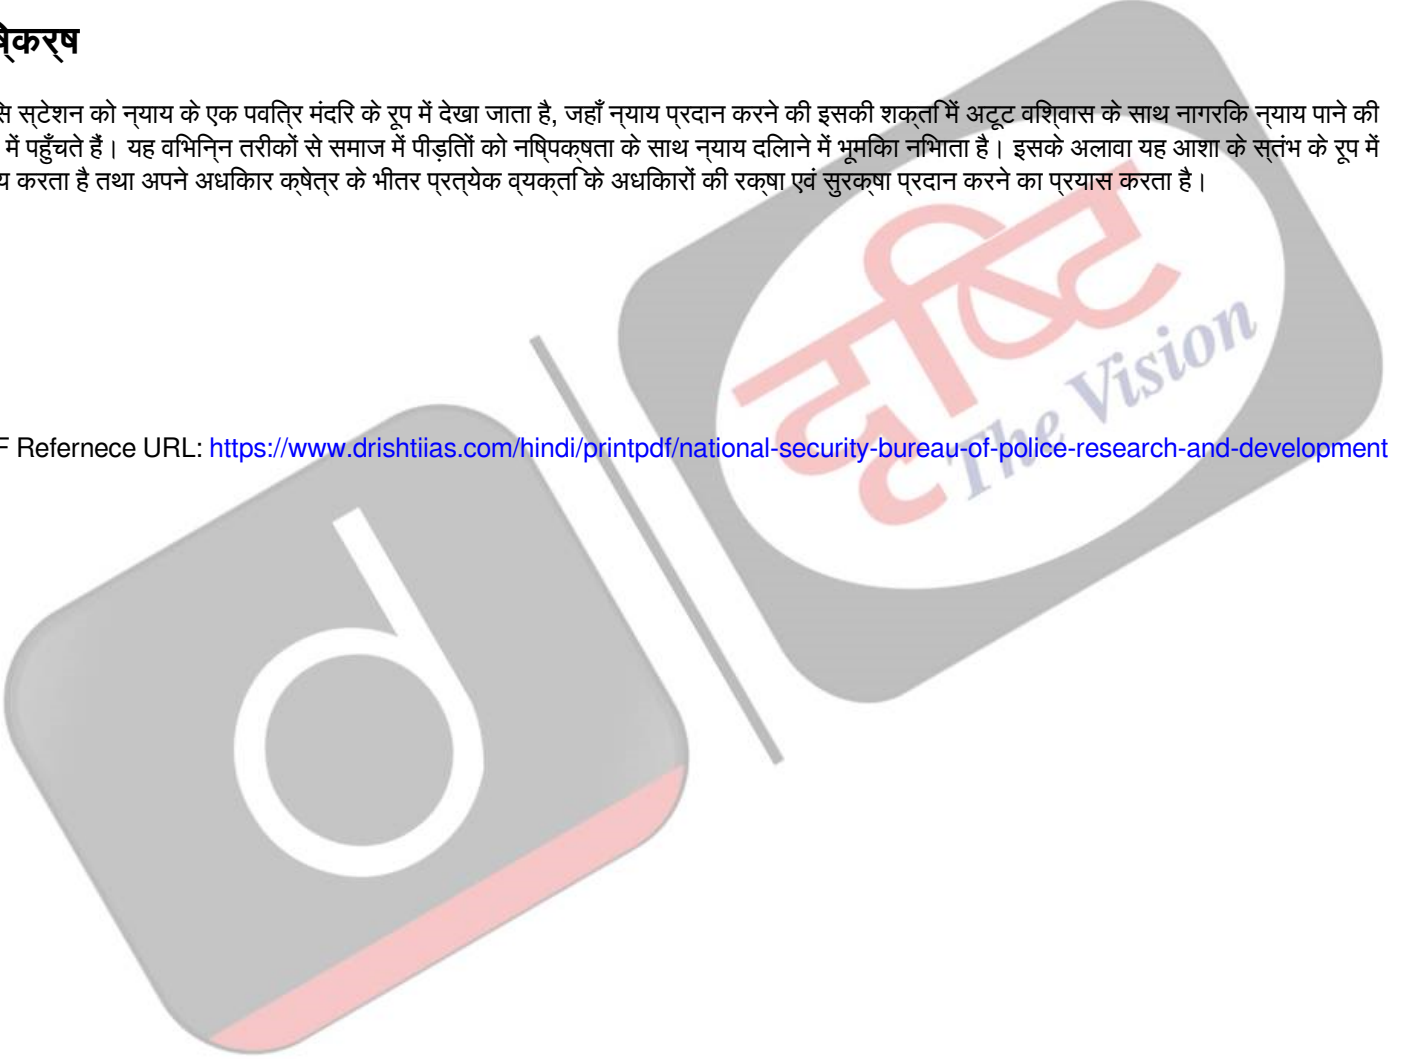 ष्कर्ष
स्टेशन को न्याय के एक पवित्र मंदिर के रूप में देखा जाता है, जहाँ न्याय प्रदान करने की इसकी शक्ति में अटूट विश्वास के साथ नागरिक न्याय पाने की
में पहुँचते हैं। यह विभिन्न तरीकों से समाज में पीड़ितों को निष्पक्षता के साथ न्याय दिलाने में भूमिका निभाता है। इसके अलावा यह आशा के स्तंभ के रूप में
य करता है तथा अपने अधिकार क्षेत्र के भीतर प्रत्येक व्यक्ति के अधिकारों की रक्षा एवं सुरक्षा प्रदान करने का प्रयास करता है।
दृष्टि
The Vision
F Refernece URL: https://www.drishtiias.com/hindi/printpdf/national-security-bureau-of-police-research-and-development
d